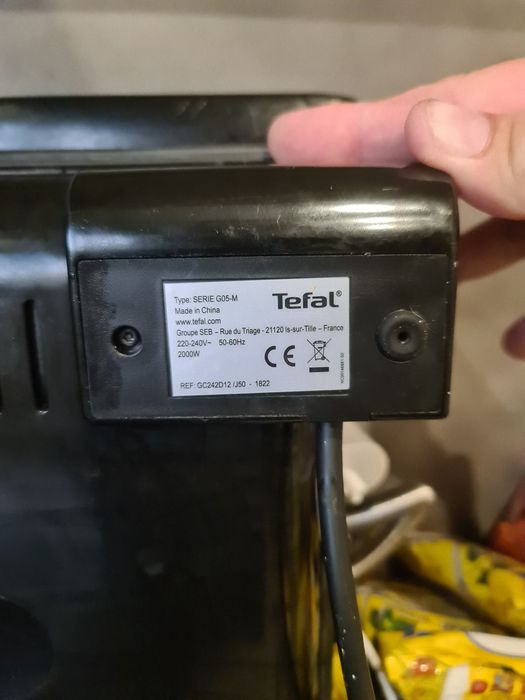 Type: SERIE G05-M
Tefal®
Made in China
www.tefal.com
Groupe SEB – Rue du Triage - 21120 Is-sur-Tille – France
220-240V~ 50-60Hz
2000W
CE
REF: GC242D12 /J50 - 1822